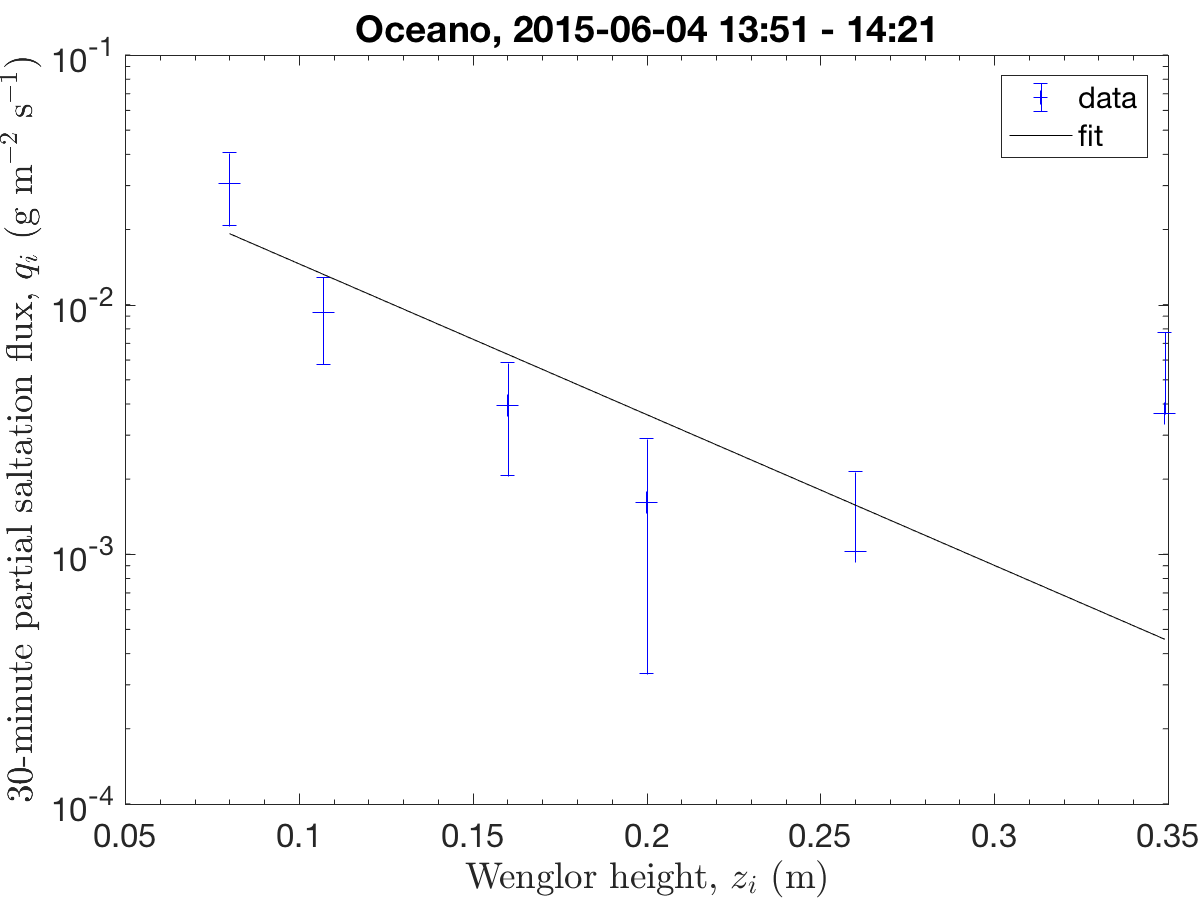 Oceano, 2015-06-04 13:51 - 14:21
30-minute partial saltation flux, qᵢ (g m⁻² s⁻¹)
10⁻¹
10⁻²
10⁻³
10⁻⁴
data
fit
0.05 0.1 0.15 0.2 0.25 0.3 0.35
Wenglor height, zᵢ (m)